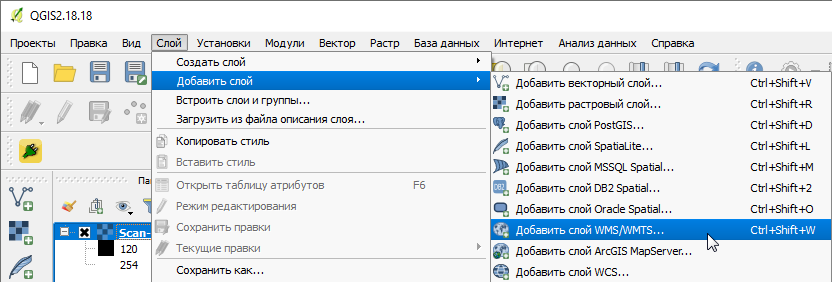 QGIS2.18.18
Проекты Правка Вид Слой Установки Модули Вектор Растр База данных Интернет Анализ данных Справка
Создать слой
Добавить слой
Встроить слои и группы...
Загрузить из файла описания слоя...
Копировать стиль
Вставить стиль
Открыть таблицу атрибутов F6
Режим редактирования
Сохранить правки
Текущие правки
Сохранить как...
Добавить векторный слой... Ctrl+Shift+V
Добавить растровый слой... Ctrl+Shift+R
Добавить слой PostGIS... Ctrl+Shift+D
Добавить слой SpatiaLite... Ctrl+Shift+L
Добавить слой MSSQL Spatial... Ctrl+Shift+M
DB2 Добавить слой DB2 Spatial... Ctrl+Shift+2
Добавить слой Oracle Spatial... Ctrl+Shift+O
Добавить слой WMS/WMTS... Ctrl+Shift+W
Добавить слой ArcGIS MapServer...
Добавить слой WCS...
Па
Scan-
120
254